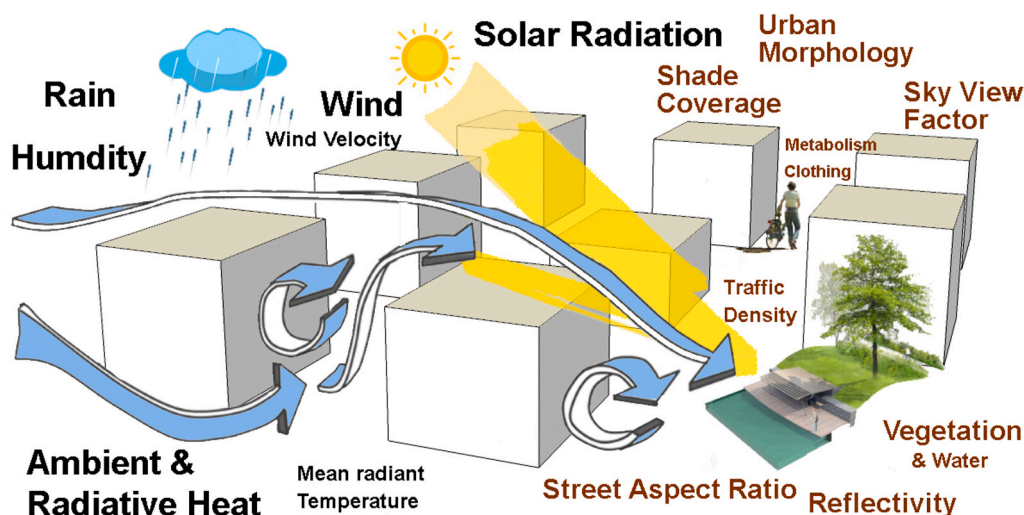 Solar Radiation
Urban
Morphology
Rain
Wind
Wind Velocity
Shade
Coverage
Sky View
Factor
Humdity
Metabolism
Clothing
Traffic
Density
Ambient &
Radiative Heat
Mean radiant
Temperature
Street Aspect Ratio
Vegetation
& Water
Reflectivity